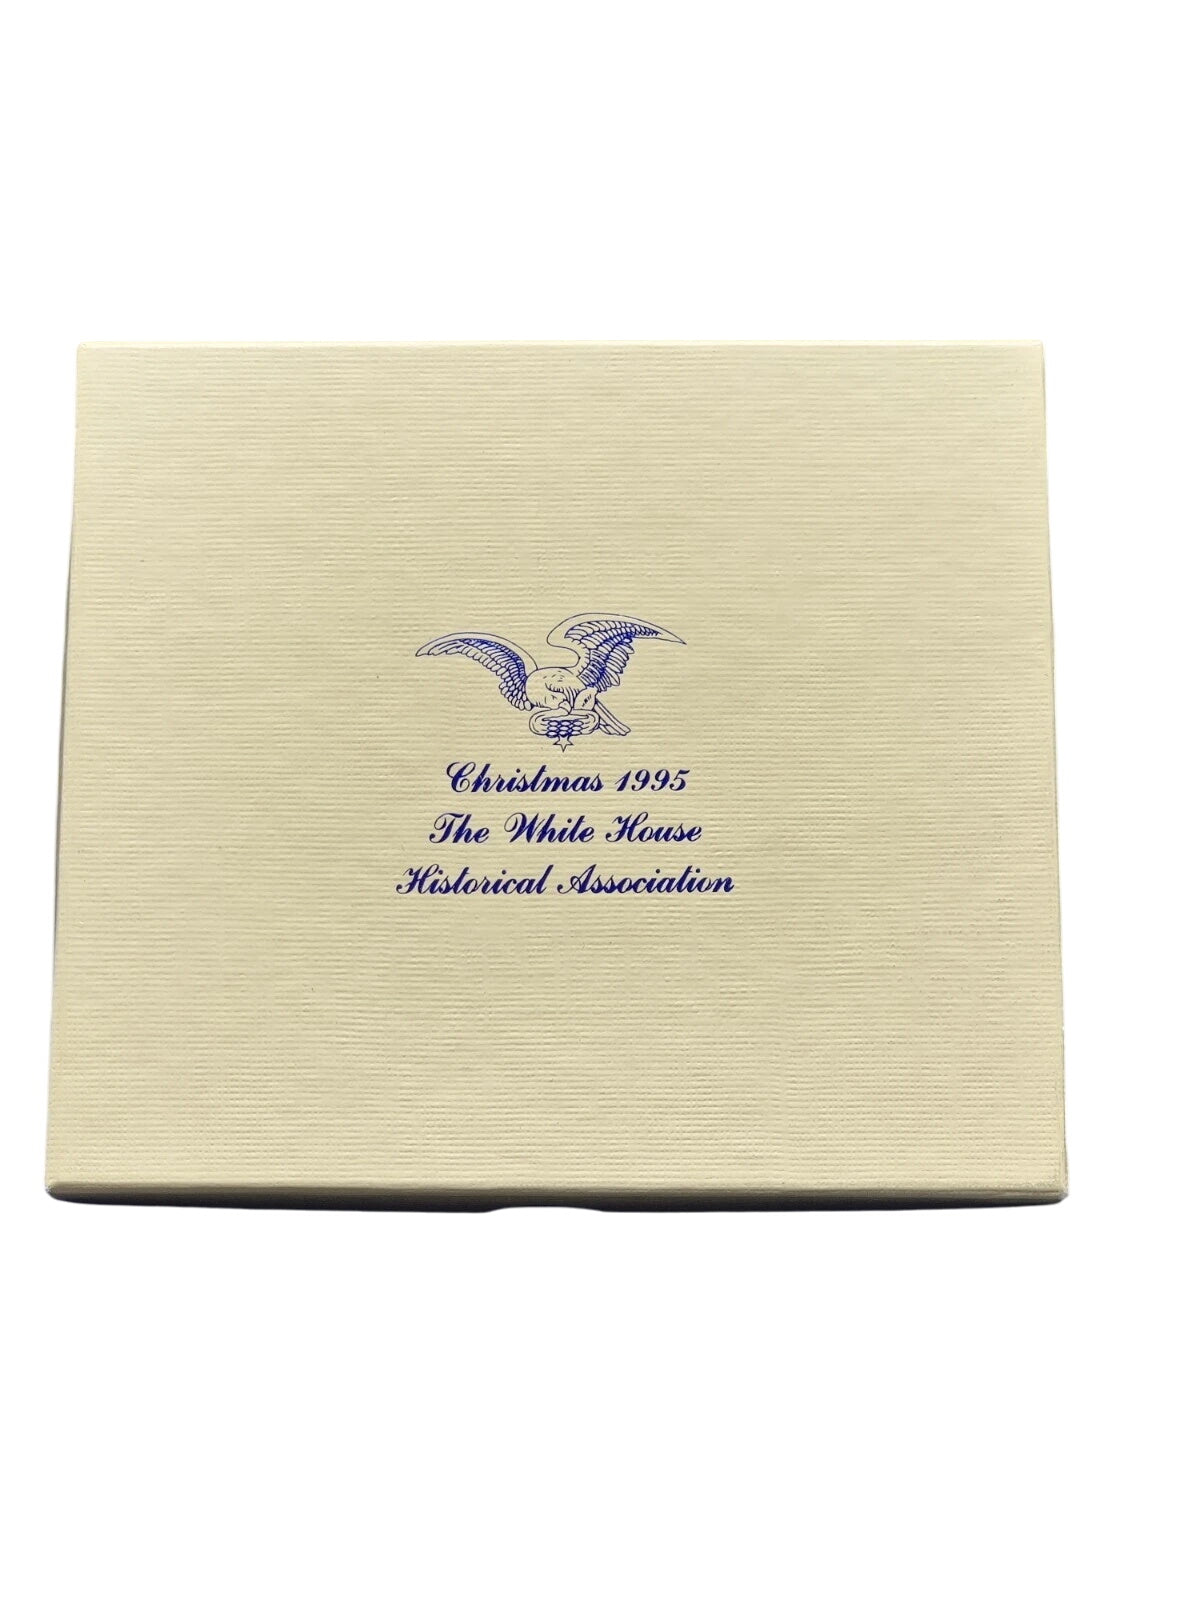 Christmas 1995
The White House
Historical Association